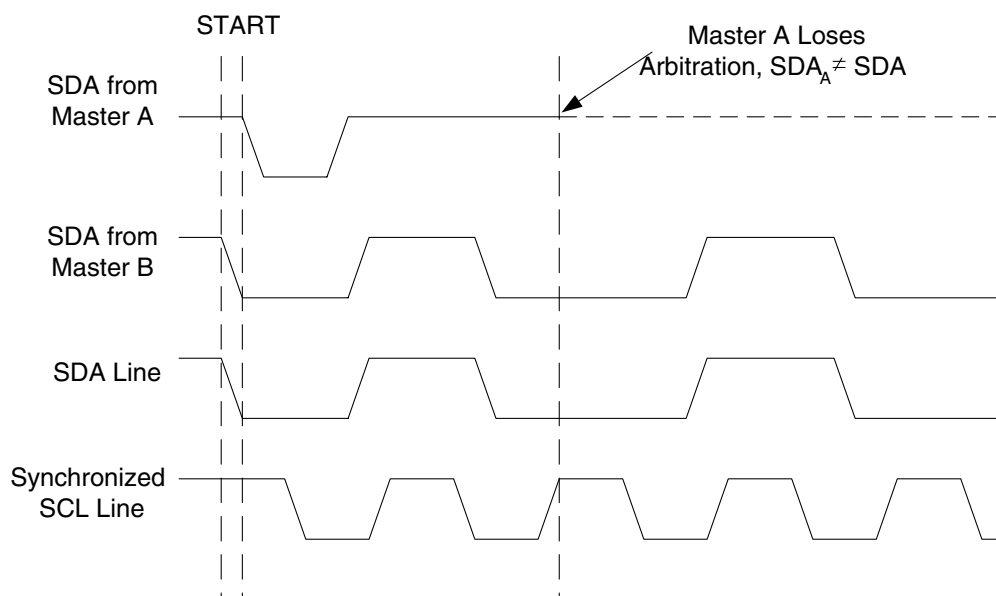 START
Master A Loses
Arbitration, SDA_A ≠ SDA
SDA from
Master A
SDA from
Master B
SDA Line
Synchronized
SCL Line